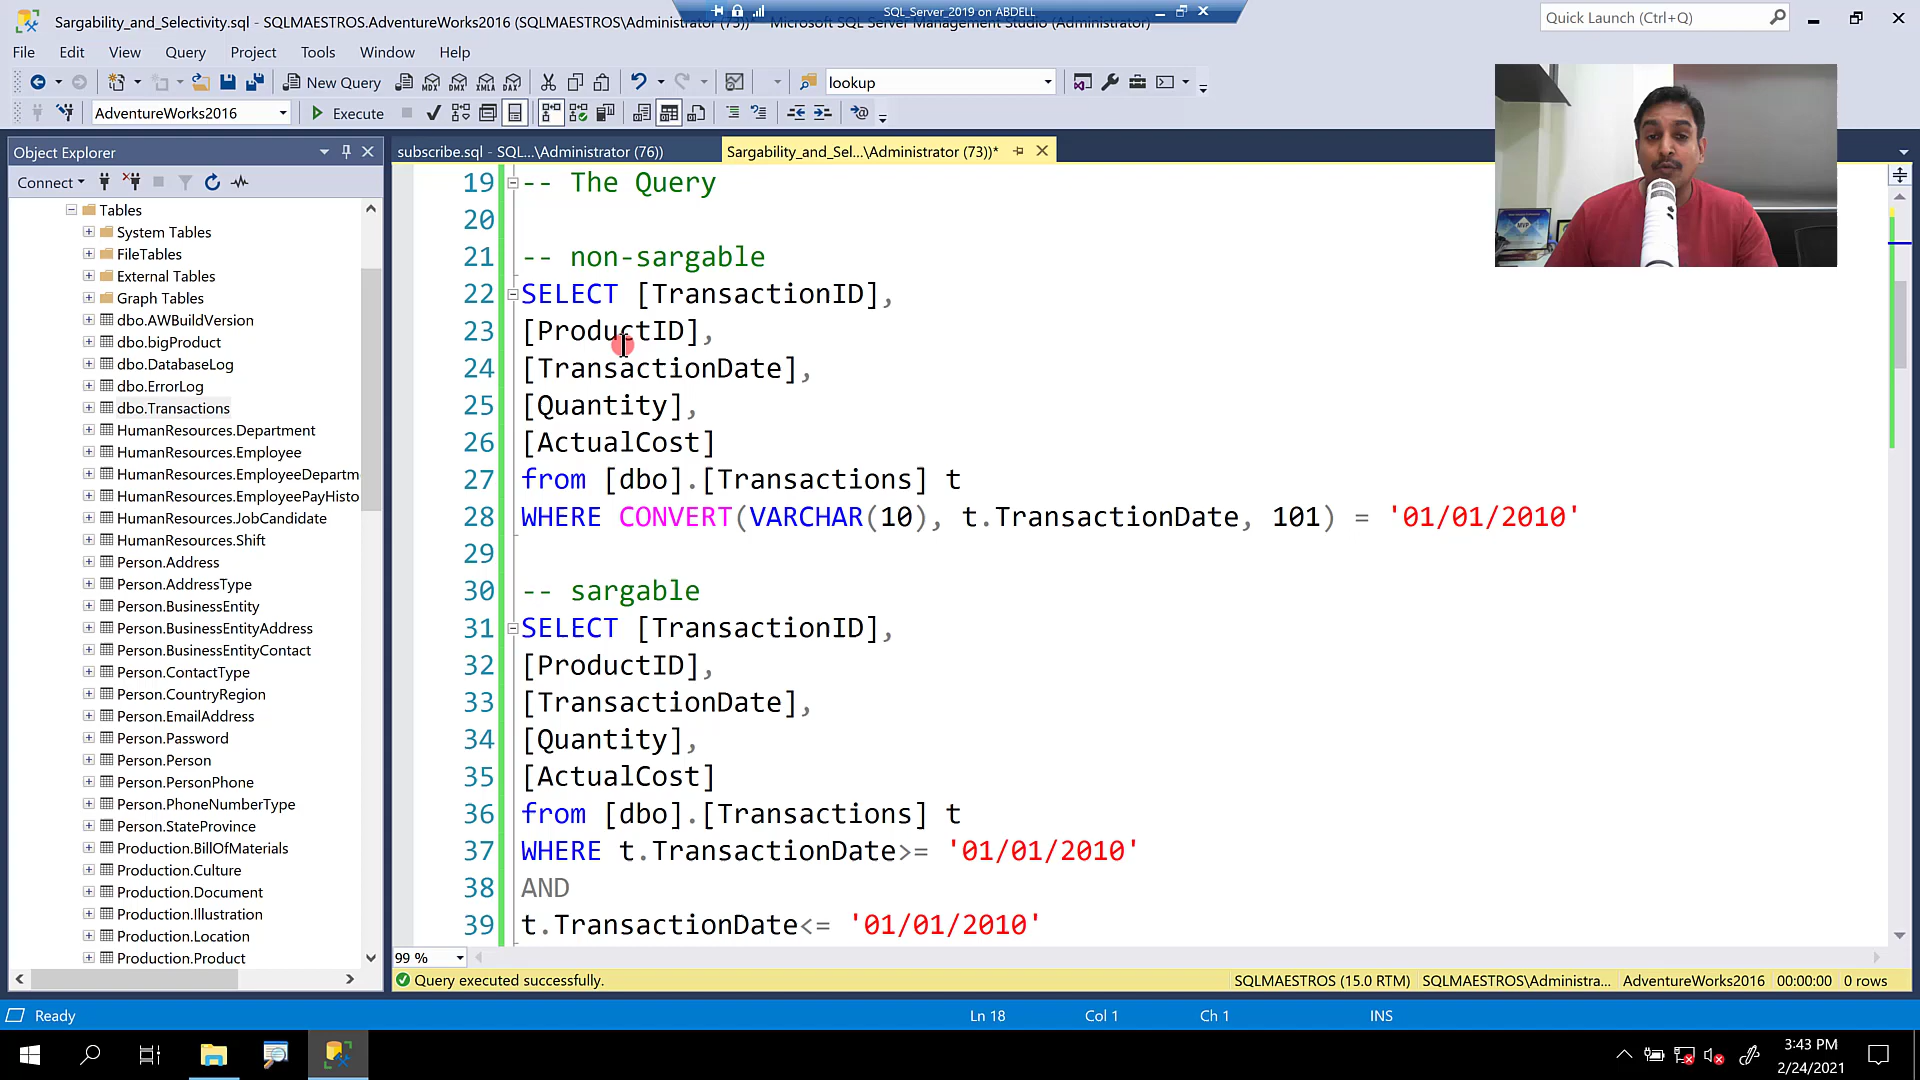 Sargability_and_Selectivity.sql - SQLMAESTROS.AdventureWorks2016 (SQLMAESTROS\Administrator (73))* - Microsoft SQL Server Management Studio (Administrator)
SQL_Server_2019 on ABDELL
Quick Launch (Ctrl+Q)
File Edit View Query Project Tools Window Help
New Query
MDX DMX XMLA DAX
lookup
AdventureWorks2016
Execute
Object Explorer
subscribe.sql - SQL...\Administrator (76))
Sargability_and_Sel...\Administrator (73))*
Connect
Tables
System Tables
FileTables
External Tables
Graph Tables
dbo.AWBuildVersion
dbo.bigProduct
dbo.DatabaseLog
dbo.ErrorLog
dbo.Transactions
HumanResources.Department
HumanResources.Employee
HumanResources.EmployeeDepartm
HumanResources.EmployeePayHisto
HumanResources.JobCandidate
HumanResources.Shift
Person.Address
Person.AddressType
Person.BusinessEntity
Person.BusinessEntityAddress
Person.BusinessEntityContact
Person.ContactType
Person.CountryRegion
Person.EmailAddress
Person.Password
Person.Person
Person.PersonPhone
Person.PhoneNumberType
Person.StateProvince
Production.BillOfMaterials
Production.Culture
Production.Document
Production.Illustration
Production.Location
Production.Product
19 -- The Query
20
21 -- non-sargable
22 SELECT [TransactionID],
23 [ProductID],
24 [TransactionDate],
25 [Quantity],
26 [ActualCost]
27 from [dbo].[Transactions] t
28 WHERE CONVERT(VARCHAR(10), t.TransactionDate, 101) = '01/01/2010'
29
30 -- sargable
31 SELECT [TransactionID],
32 [ProductID],
33 [TransactionDate],
34 [Quantity],
35 [ActualCost]
36 from [dbo].[Transactions] t
37 WHERE t.TransactionDate>= '01/01/2010'
38 AND
39 t.TransactionDate<= '01/01/2010'
99 %
Query executed successfully.
SQLMAESTROS (15.0 RTM)
SQLMAESTROS\Administra...
AdventureWorks2016
00:00:00
0 rows
Ready
Ln 18
Col 1
Ch 1
INS
3:43 PM
2/24/2021